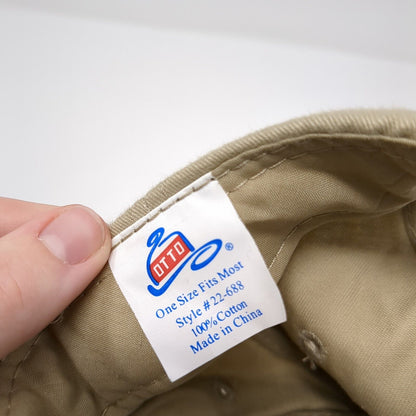 OTTO ®
One Size Fits Most
Style # 22-688
100% Cotton
Made in China